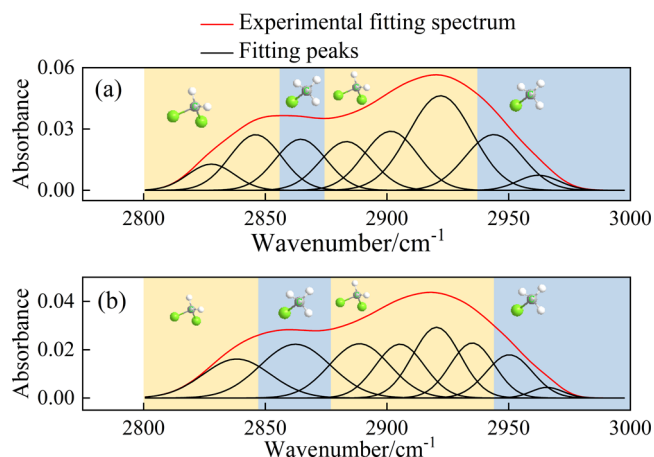 Experimental fitting spectrum
Fitting peaks
(a)
Absorbance
0.06
0.03
0.00
2800 2850 2900 2950 3000
Wavenumber/cm-1
(b)
Absorbance
0.04
0.02
0.00
2800 2850 2900 2950 3000
Wavenumber/cm-1